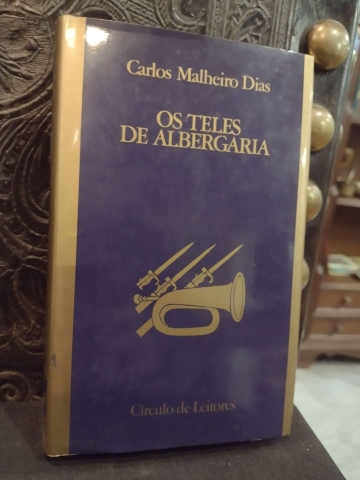 Carlos Malheiro Dias
OS TELES
DE ALBERGARIA
Círculo de Leitores